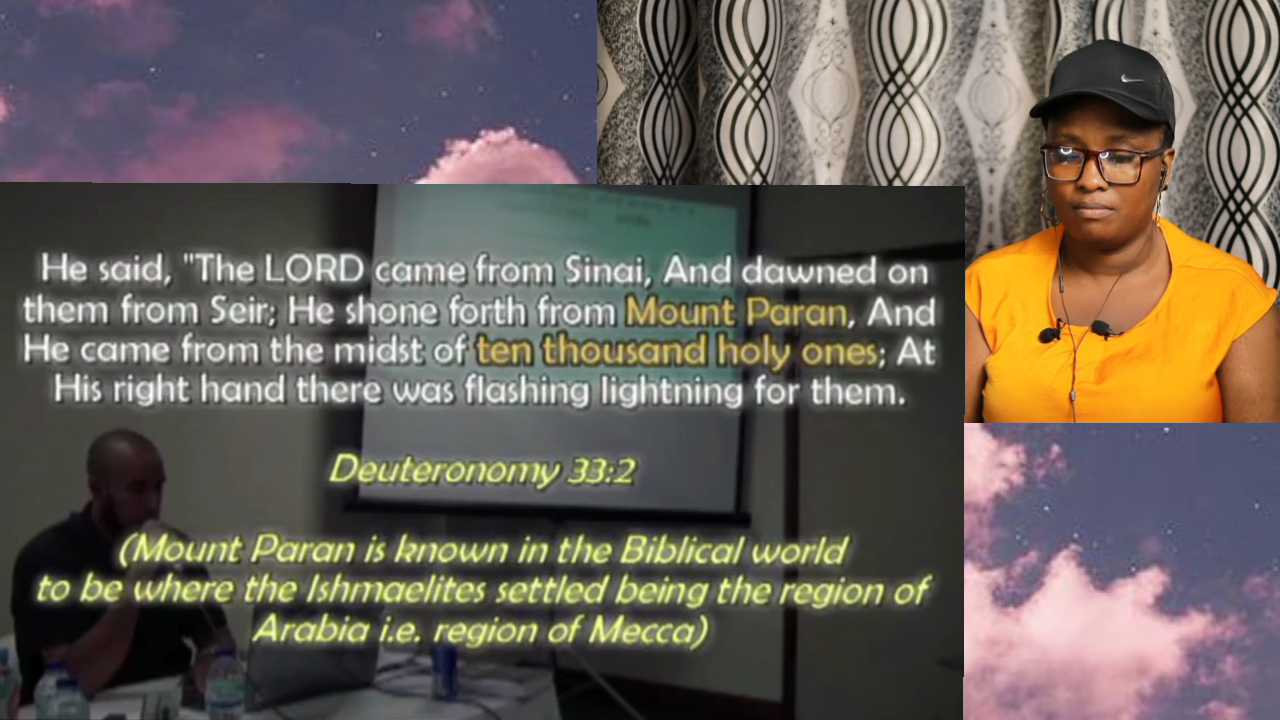 He said, "The LORD came from Sinai, And dawned on
them from Seir; He shone forth from Mount Paran, And
He came from the midst of ten thousand holy ones; At
His right hand there was flashing lightning for them.
Deuteronomy 33:2
(Mount Paran is known in the Biblical world
to be where the Ishmaelites settled being the region of
Arabia i.e. region of Mecca)